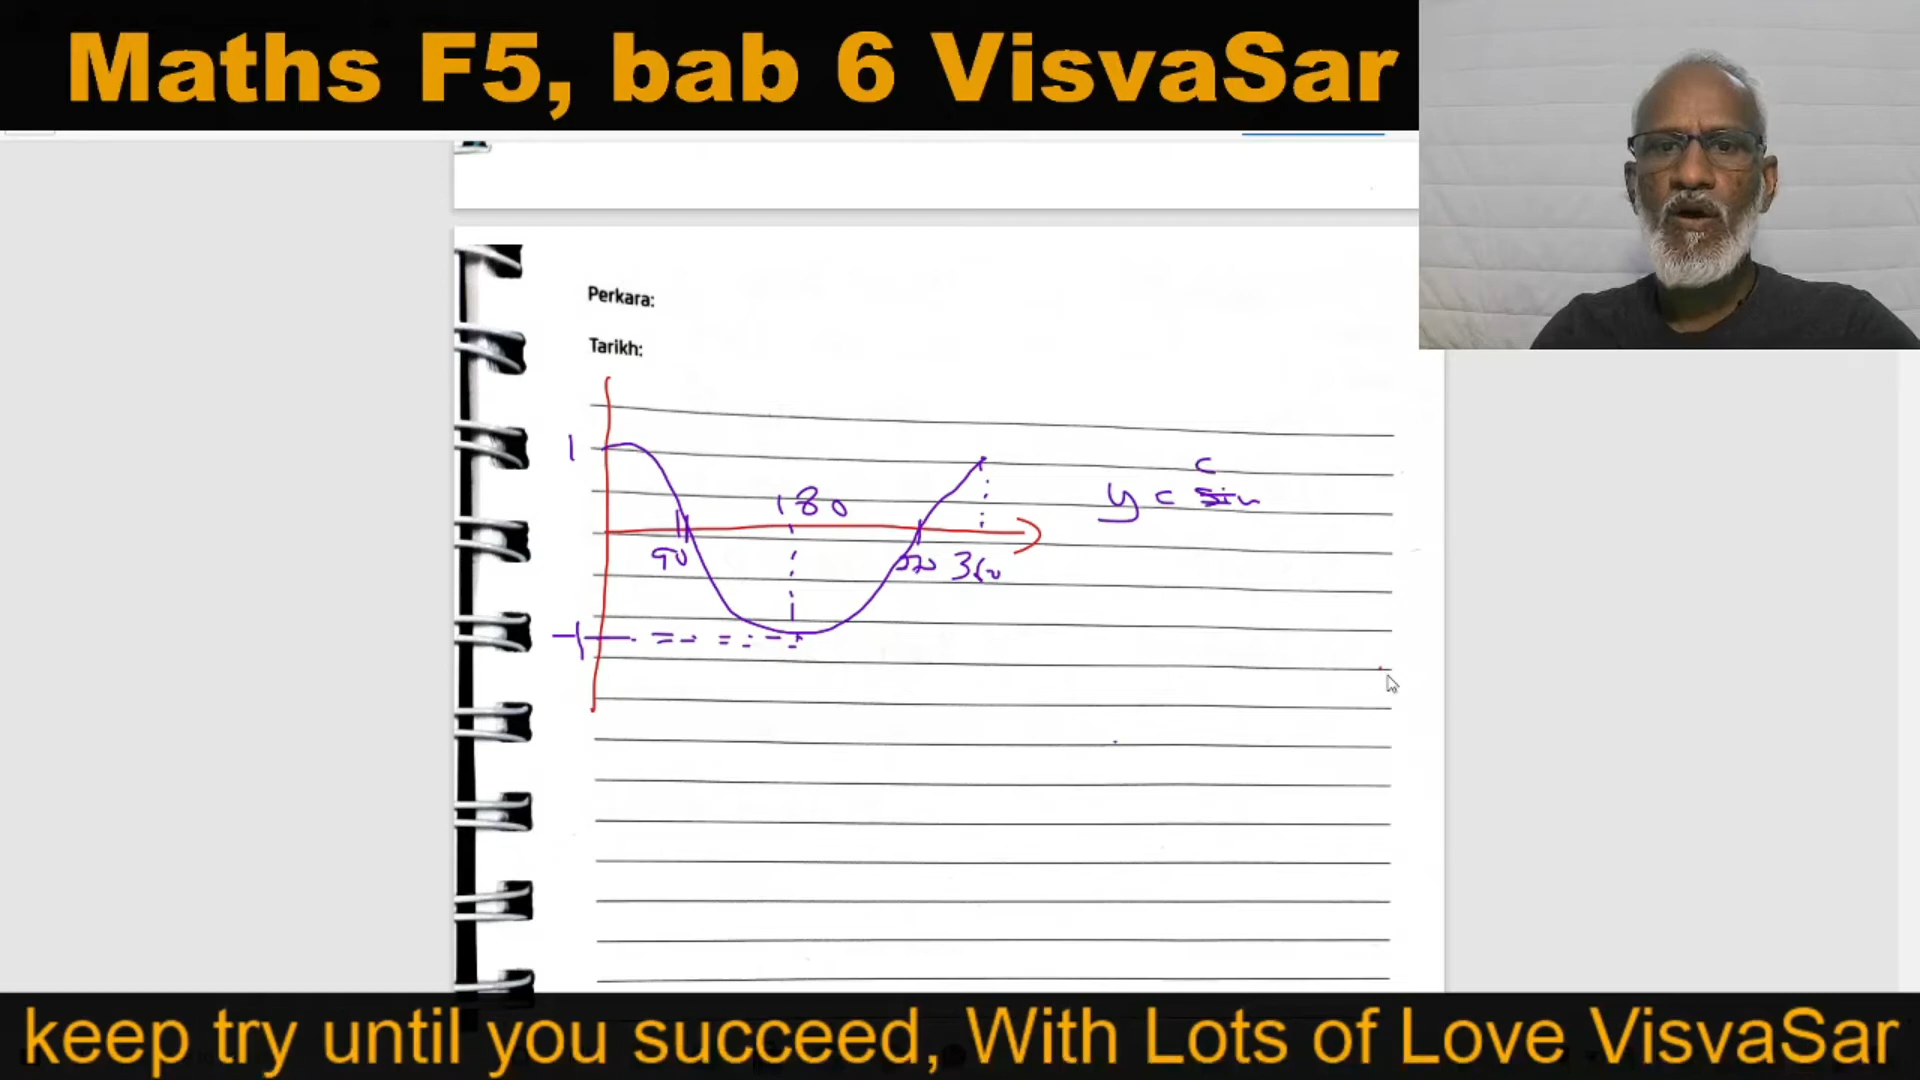 Maths F5, bab 6 VisvaSar
Perkara:
Tarikh:
1
180
90
360
-1
c
y = sin
keep try until you succeed, With Lots of Love VisvaSar